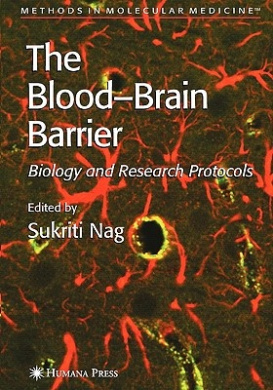 METHODS IN MOLECULAR MEDICINE™
The
Blood–Brain
Barrier
Biology and Research Protocols
Edited by
Sukriti Nag
HUMANA PRESS